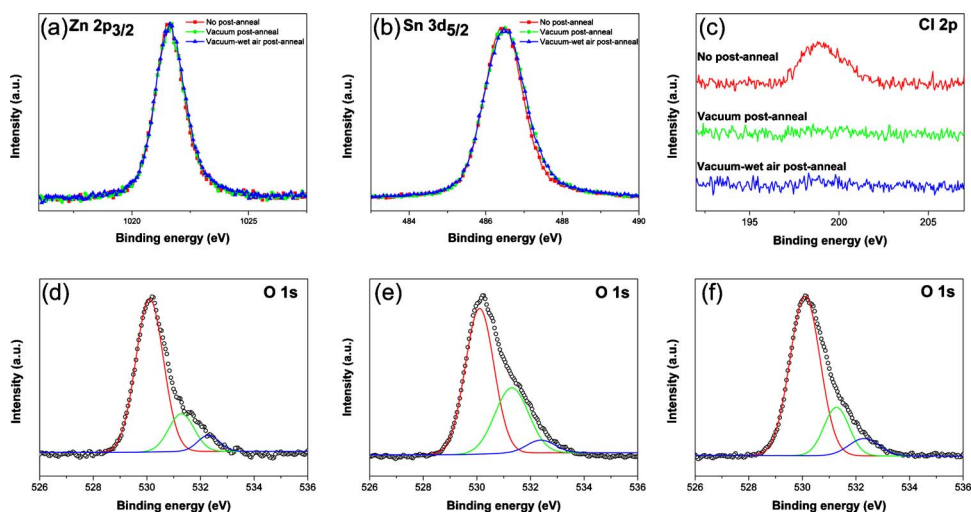 (a) Zn 2p3/2
No post-anneal
Vacuum post-anneal
Vacuum-wet air post-anneal
Intensity (a.u.)
1020 1025
Binding energy (eV)
(b) Sn 3d5/2
No post-anneal
Vacuum post-anneal
Vacuum-wet air post-anneal
Intensity (a.u.)
484 486 488 490
Binding energy (eV)
(c) Cl 2p
No post-anneal
Vacuum post-anneal
Vacuum-wet air post-anneal
Intensity (a.u.)
195 200 205
Binding energy (eV)
(d) O 1s
Intensity (a.u.)
526 528 530 532 534 536
Binding energy (eV)
(e) O 1s
Intensity (a.u.)
526 528 530 532 534 536
Binding energy (eV)
(f) O 1s
Intensity (a.u.)
526 528 530 532 534 536
Binding energy (eV)